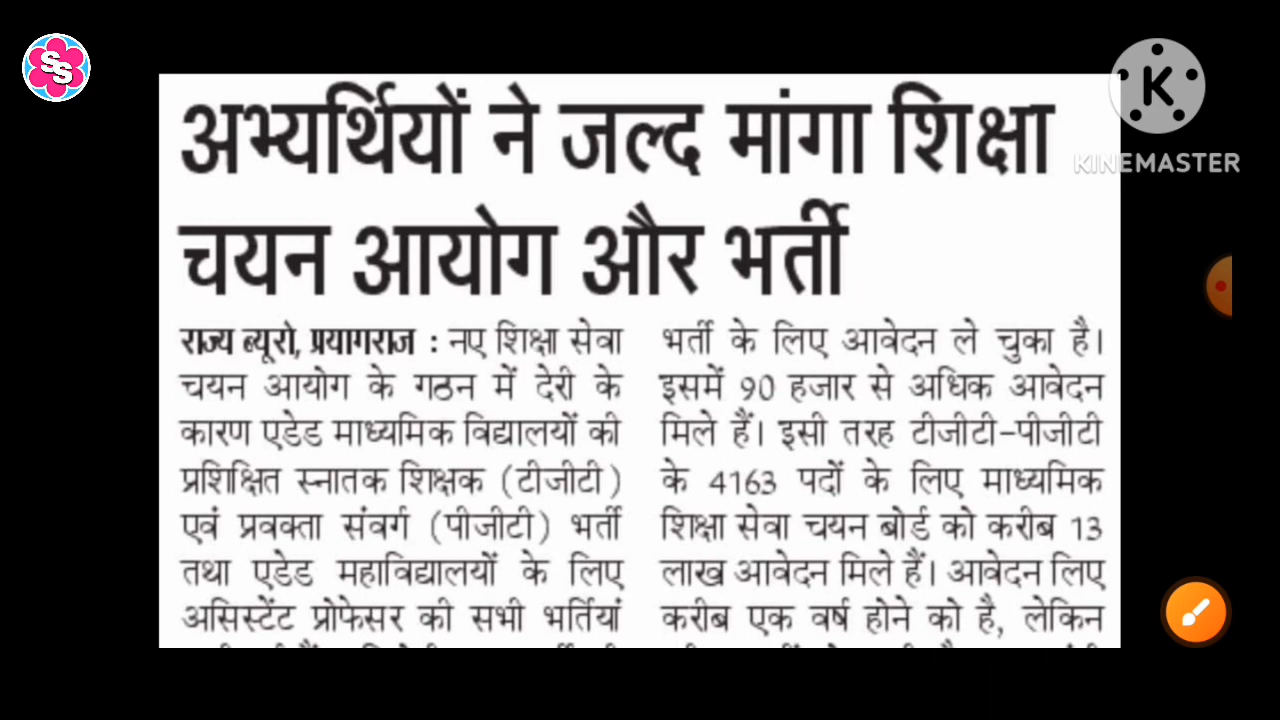 SS
KINEMASTER
K
अभ्यर्थियों ने जल्द मांगा शिक्षा
चयन आयोग और भर्ती
राज्य ब्यूरो, प्रयागराज : नए शिक्षा सेवा
चयन आयोग के गठन में देरी के
कारण एडेड माध्यमिक विद्यालयों की
प्रशिक्षित स्नातक शिक्षक (टीजीटी)
एवं प्रवक्ता संवर्ग (पीजीटी) भर्ती
तथा एडेड महाविद्यालयों के लिए
असिस्टेंट प्रोफेसर की सभी भर्तियां
भर्ती के लिए आवेदन ले चुका है।
इसमें 90 हजार से अधिक आवेदन
मिले हैं। इसी तरह टीजीटी-पीजीटी
के 4163 पदों के लिए माध्यमिक
शिक्षा सेवा चयन बोर्ड को करीब 13
लाख आवेदन मिले हैं। आवेदन लिए
करीब एक वर्ष होने को है, लेकिन